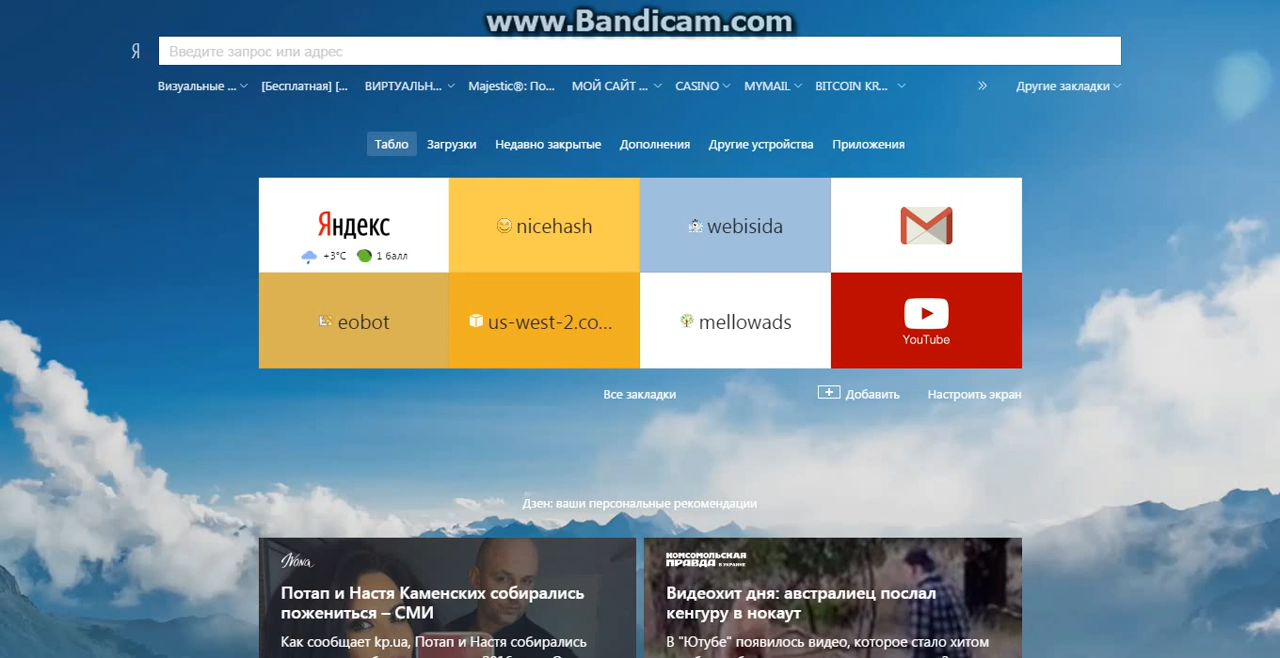 www.Bandicam.com
Я Введите запрос или адрес
Визуальные ... [Бесплатная] [... ВИРТУАЛЬН... Majestic®: По... МОЙ САЙТ ... CASINO MYMAIL BITCOIN KR... » Другие закладки
Табло Загрузки Недавно закрытые Дополнения Другие устройства Приложения
Яндекс nicehash webisida
+3°C 1 балл
eobot us-west-2.co... mellowads YouTube
Все закладки Добавить Настроить экран
Дзен: ваши персональные рекомендации
Ivona
Потап и Настя Каменских собирались
пожениться – СМИ
Как сообщает kp.ua, Потап и Настя собирались
КОМСОМОЛЬСКАЯ
ПРАВДА В УКРАИНЕ
Видеохит дня: австралиец послал
кенгуру в нокаут
В "Ютубе" появилось видео, которое стало хитом